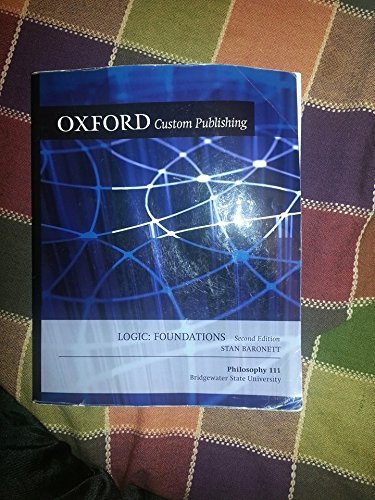 OXFORD Custom Publishing
LOGIC: FOUNDATIONS Second Edition
STAN BARONETT
Philosophy 111
Bridgewater State University